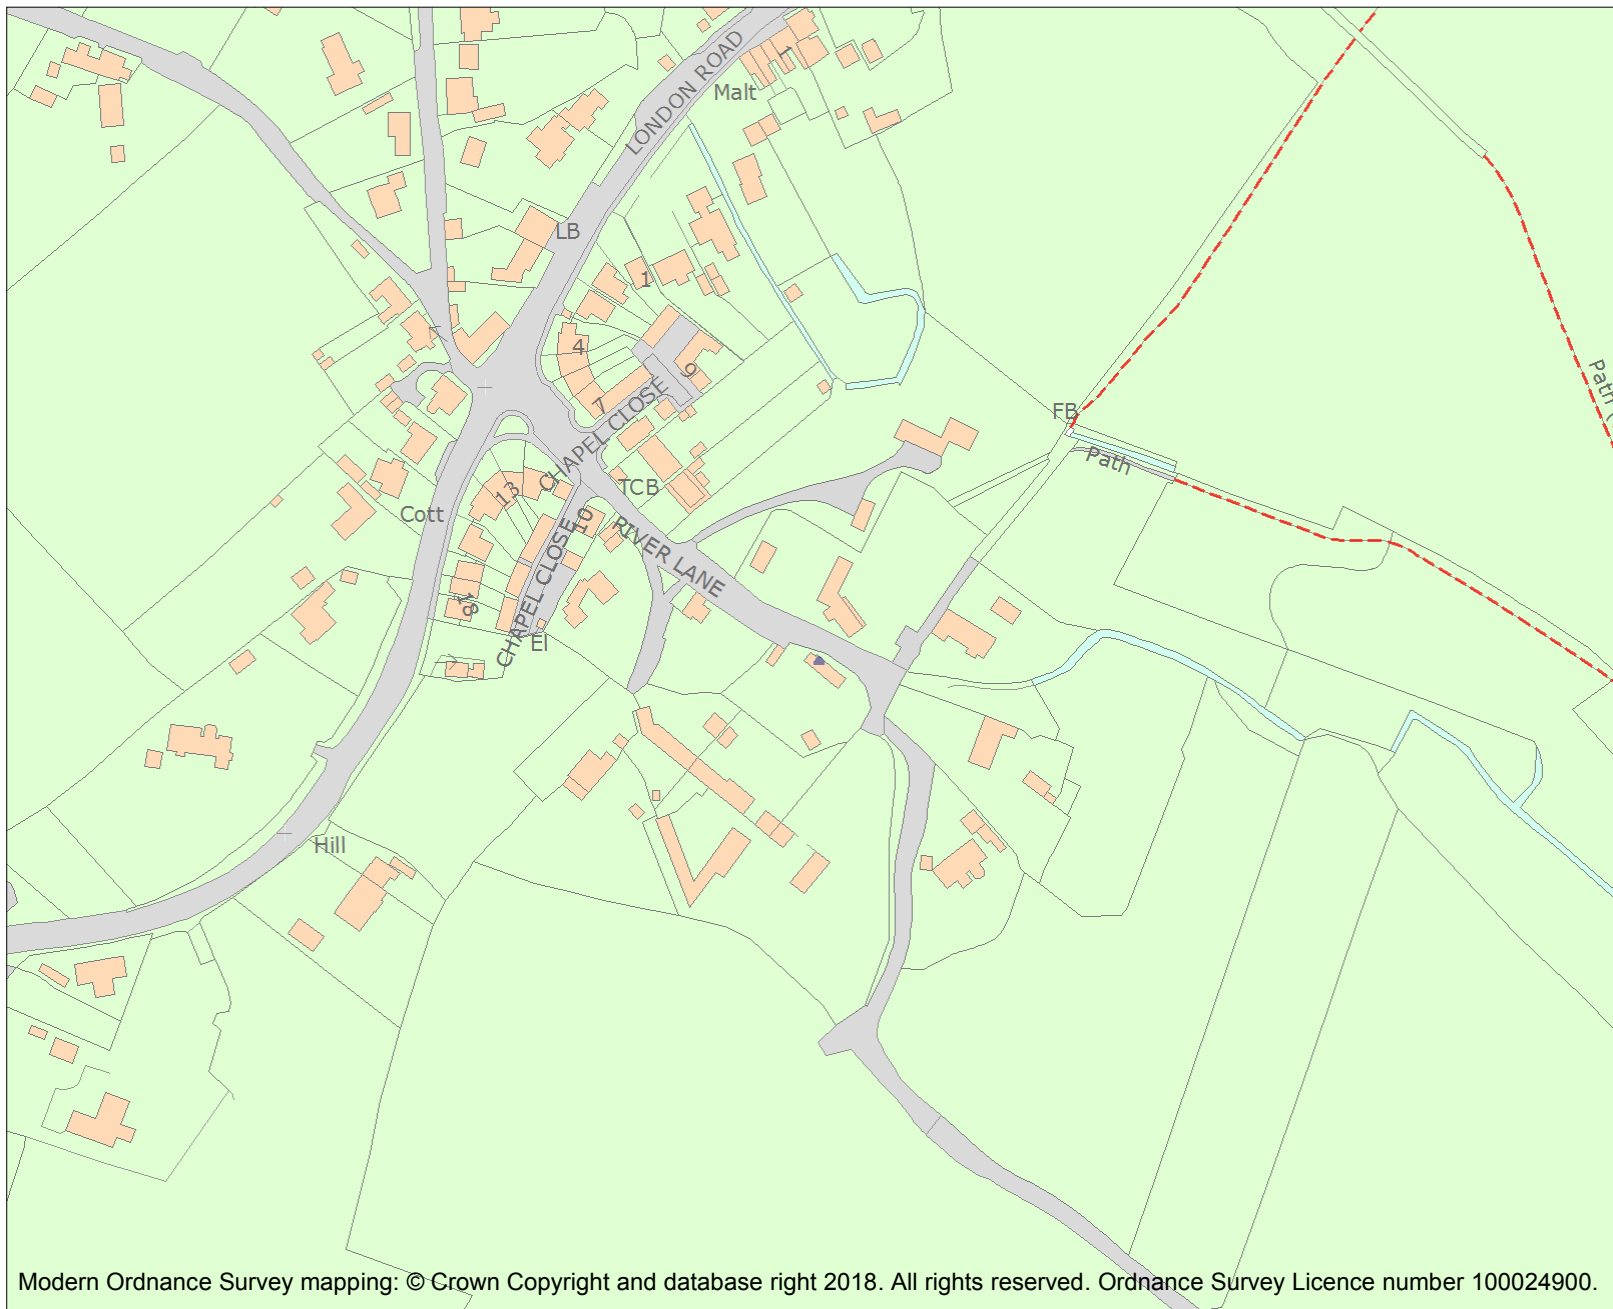 LONDON ROAD
1
Malt
LB
1
4
9
7
CHAPEL CLOSE
FB
Path
Path
13
TCB
Cott
10
RIVER LANE
CHAPEL CLOSE
18
El
Hill
Modern Ordnance Survey mapping: © Crown Copyright and database right 2018. All rights reserved. Ordnance Survey Licence number 100024900.